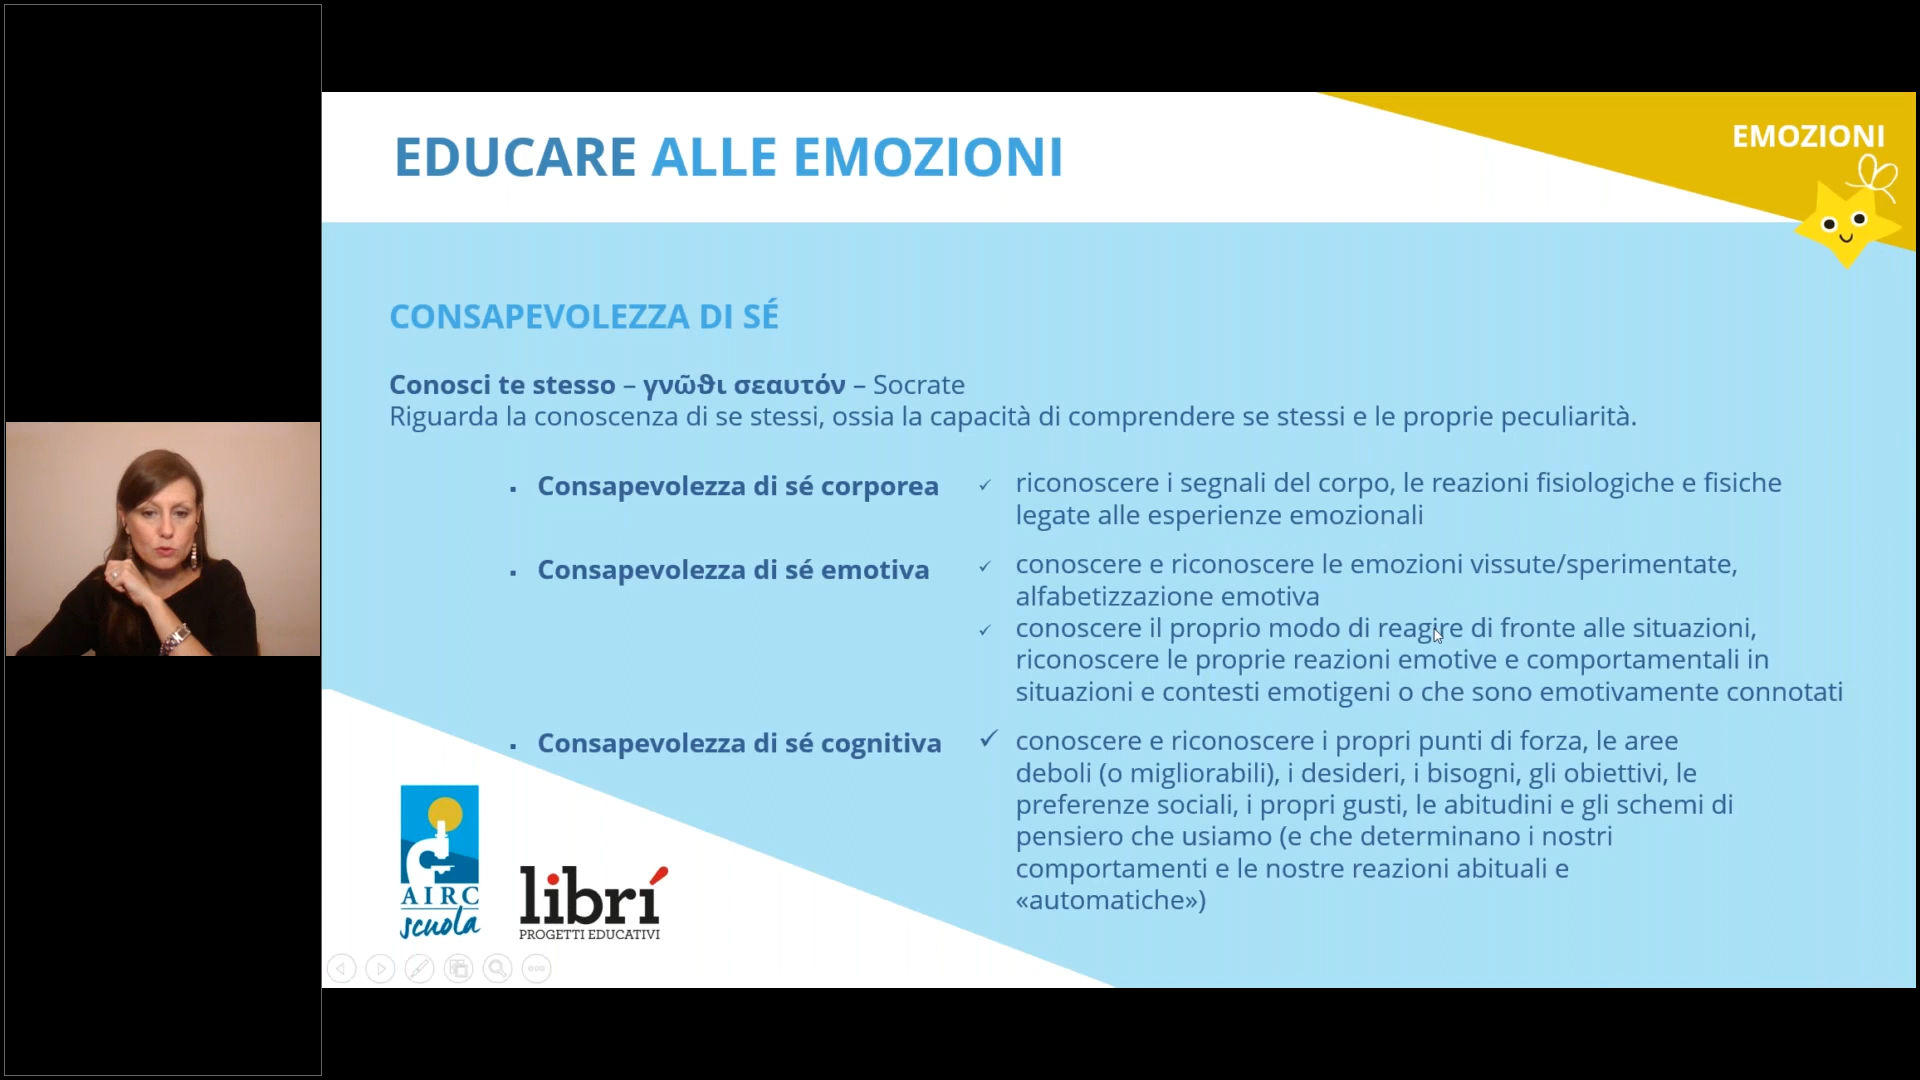 EDUCARE ALLE EMOZIONI
EMOZIONI
CONSAPEVOLEZZA DI SÉ
Conosci te stesso – γνῶθι σεαυτόν – Socrate
Riguarda la conoscenza di se stessi, ossia la capacità di comprendere se stessi e le proprie peculiarità.
▪ Consapevolezza di sé corporea
✓ riconoscere i segnali del corpo, le reazioni fisiologiche e fisiche
legate alle esperienze emozionali
▪ Consapevolezza di sé emotiva
✓ conoscere e riconoscere le emozioni vissute/sperimentate,
alfabetizzazione emotiva
✓ conoscere il proprio modo di reagire di fronte alle situazioni,
riconoscere le proprie reazioni emotive e comportamentali in
situazioni e contesti emotigeni o che sono emotivamente connotati
▪ Consapevolezza di sé cognitiva
✓ conoscere e riconoscere i propri punti di forza, le aree
deboli (o migliorabili), i desideri, i bisogni, gli obiettivi, le
preferenze sociali, i propri gusti, le abitudini e gli schemi di
pensiero che usiamo (e che determinano i nostri
comportamenti e le nostre reazioni abituali e
«automatiche»)
AIRC
scuola
librí
PROGETTI EDUCATIVI